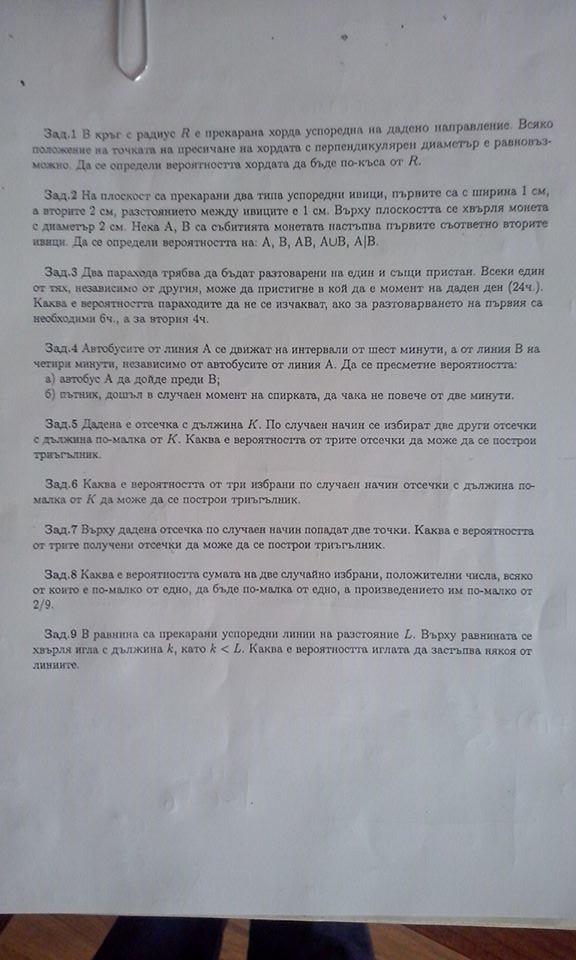 Зад.1 В кръг с радиус R е прекарана хорда успоредна на дадено направление. Всяко
положение на точката на пресичане на хордата с перпендикулярен диаметър е равновъз-
можно. Да се определи вероятността хордата да бъде по-къса от R.
Зад.2 На плоскост са прекарани два типа успоредни ивици, първите са с ширина 1 см,
а вторите 2 см, разстоянието между ивиците е 1 см. Върху плоскостта се хвърля монета
с диаметър 2 см. Нека A, B са събитията монетата настъпва първите съответно вторите
ивици. Да се определи вероятността на: A, B, AB, A∪B, A|B.
Зад.3 Два парахода трябва да бъдат разтоварени на един и същи пристан. Всеки един
от тях, независимо от другия, може да пристигне в кой да е момент на даден ден (24ч.).
Каква е вероятността параходите да не се изчакват, ако за разтоварването на първия са
необходими 6ч., а за втория 4ч.
Зад.4 Автобусите от линия A се движат на интервали от шест минути, а от линия B на
четири минути, независимо от автобусите от линия A. Да се пресметне вероятността:
а) автобус A да дойде преди B;
б) пътник, дошъл в случаен момент на спирката, да чака не повече от две минути.
Зад.5 Дадена е отсечка с дължина K. По случаен начин се избират две други отсечки
с дължина по-малка от K. Каква е вероятността от трите отсечки да може да се построи
триъгълник.
Зад.6 Каква е вероятността от три избрани по случаен начин отсечки с дължина по-
малка от K да може да се построи триъгълник.
Зад.7 Върху дадена отсечка по случаен начин попадат две точки. Каква е вероятността
от трите получени отсечки да може да се построи триъгълник.
Зад.8 Каква е вероятността сумата на две случайно избрани, положителни числа, всяко
от които е по-малко от едно, да бъде по-малка от едно, а произведението им по-малко от
2/9.
Зад.9 В равнина са прекарани успоредни линии на разстояние L. Върху равнината се
хвърля игла с дължина k, като k < L. Каква е вероятността иглата да застъпва някоя от
линиите.